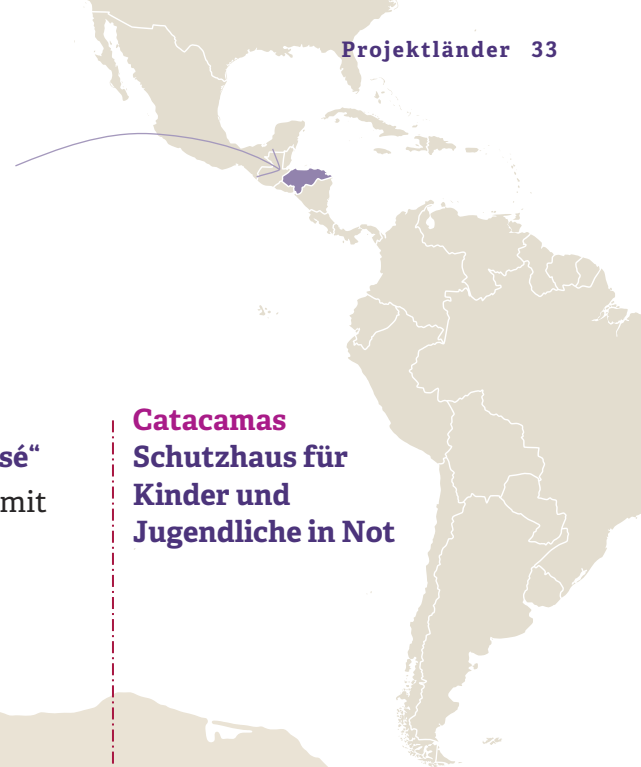 Projektländer 33
sé“
mit
Catacamas
Schutzhaus für
Kinder und
Jugendliche in Not